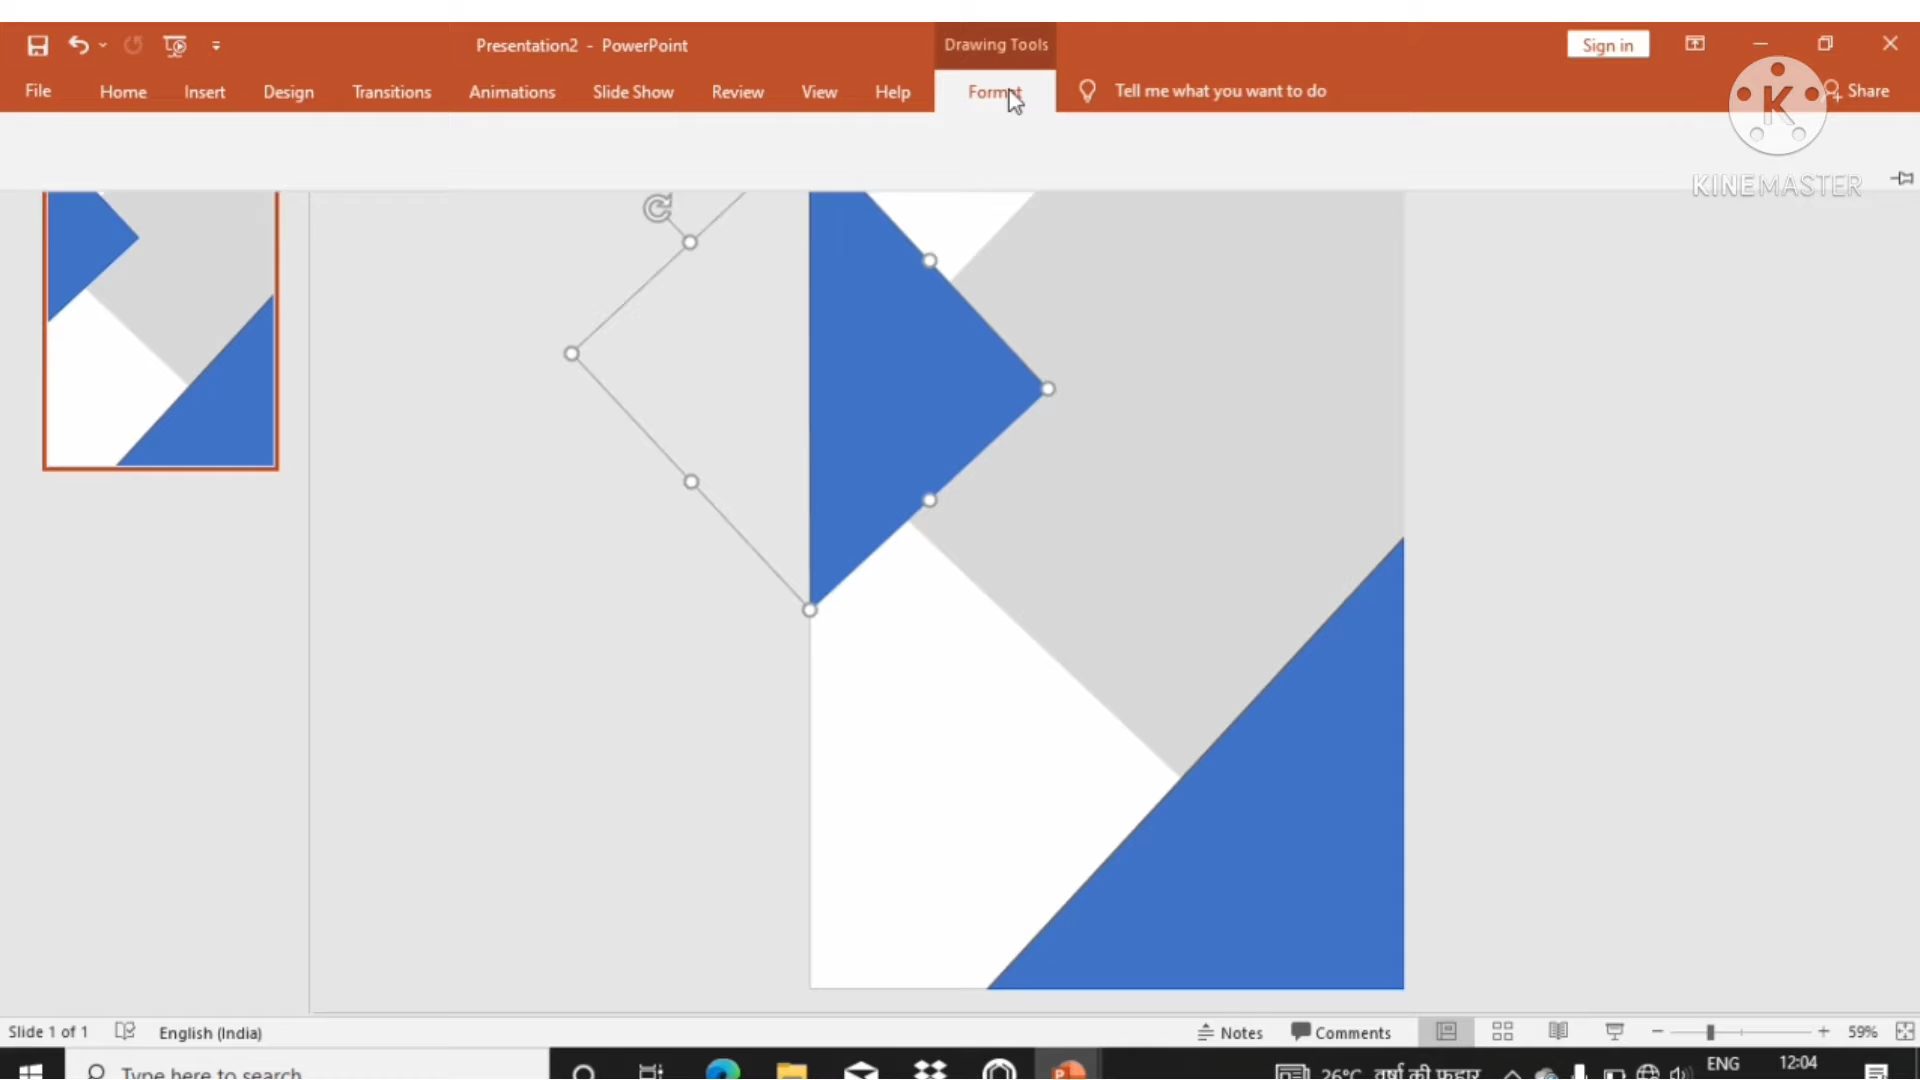 Presentation2 - PowerPoint
Drawing Tools
Sign in
File Home Insert Design Transitions Animations Slide Show Review View Help Format Tell me what you want to do Share
K
KINEMASTER
Slide 1 of 1 English (India) Notes Comments 59%
Type here to search 26°C वर्षा की फुहार ENG 12:04